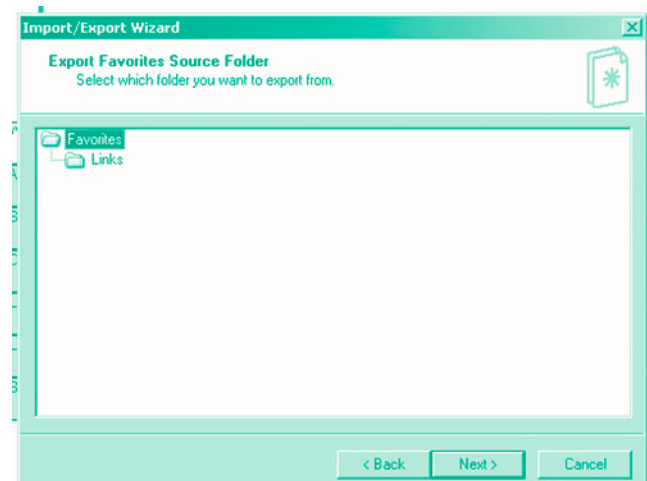 Import/Export Wizard
Export Favorites Source Folder
Select which folder you want to export from.
Favorites
Links
< Back Next > Cancel